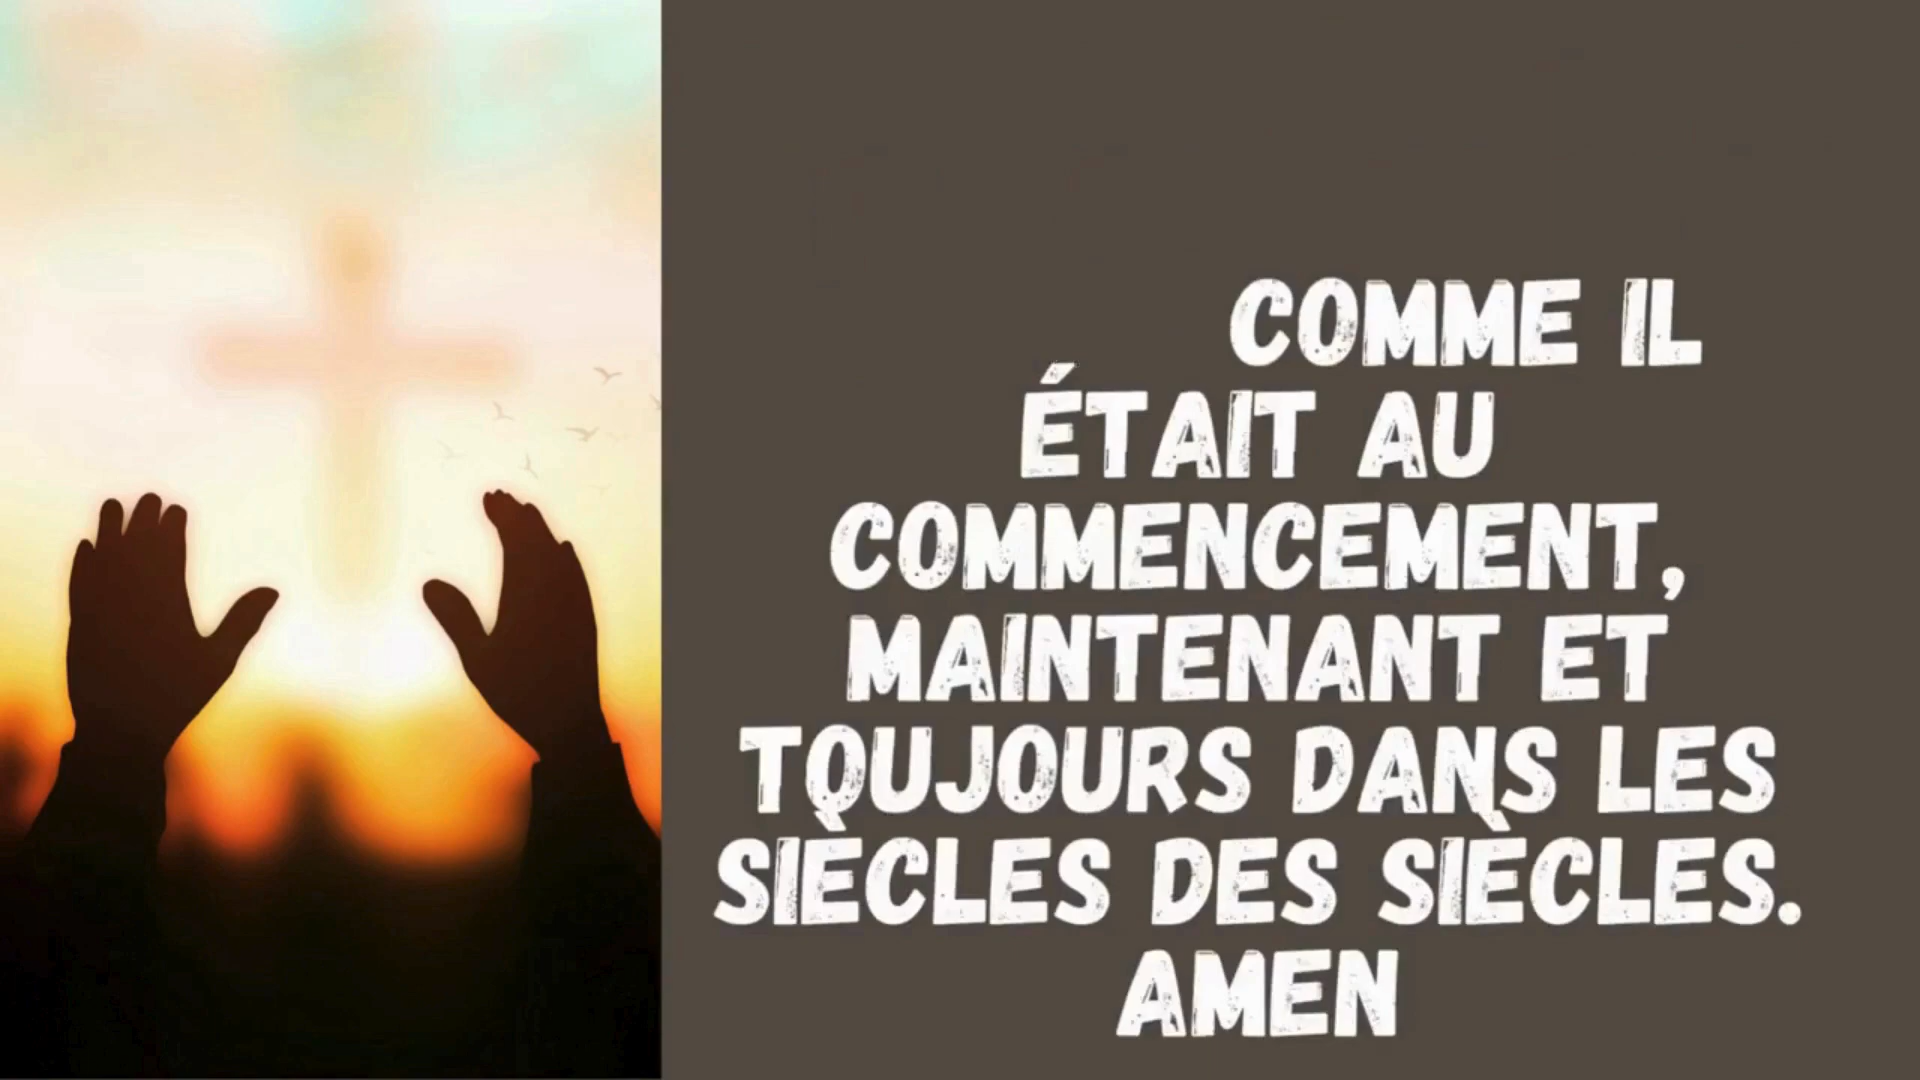 COMME IL
ÉTAIT AU
COMMENCEMENT,
MAINTENANT ET
TOUJOURS DANS LES
SIÈCLES DES SIÈCLES.
AMEN